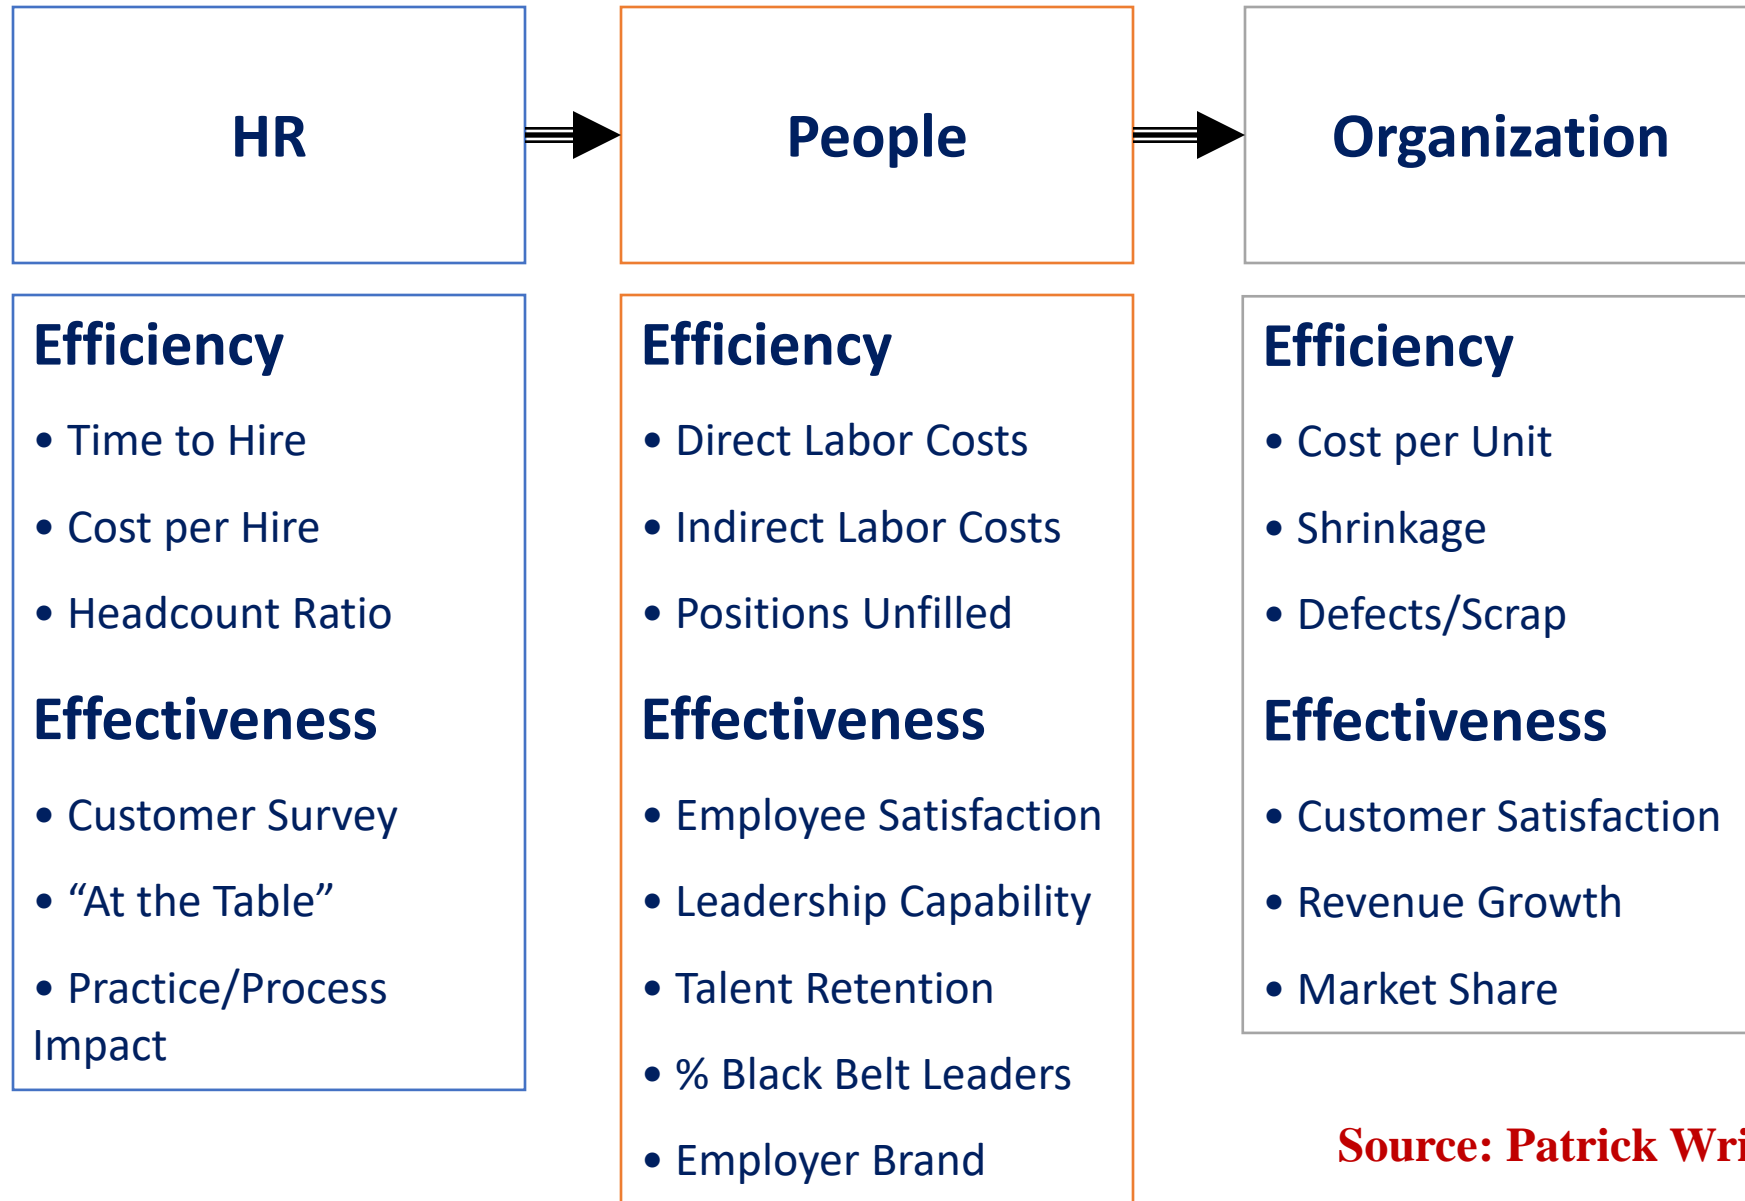 HR
People
Organization
Efficiency
• Time to Hire
• Cost per Hire
• Headcount Ratio
Effectiveness
• Customer Survey
• “At the Table”
• Practice/Process
Impact
Efficiency
• Direct Labor Costs
• Indirect Labor Costs
• Positions Unfilled
Effectiveness
• Employee Satisfaction
• Leadership Capability
• Talent Retention
• % Black Belt Leaders
• Employer Brand
Efficiency
• Cost per Unit
• Shrinkage
• Defects/Scrap
Effectiveness
• Customer Satisfaction
• Revenue Growth
• Market Share
Source: Patrick